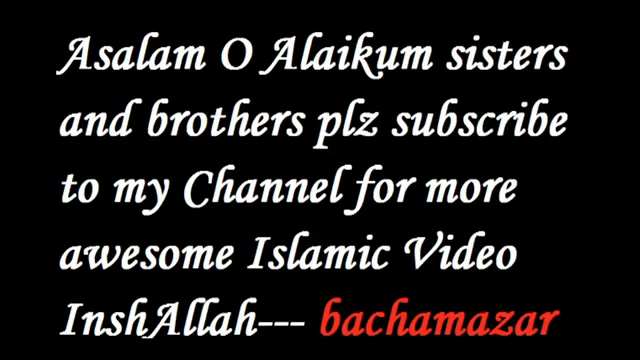 Asalam O Alaikum sisters
and brothers plz subscribe
to my Channel for more
awesome Islamic Video
InshAllah--- bachamazar